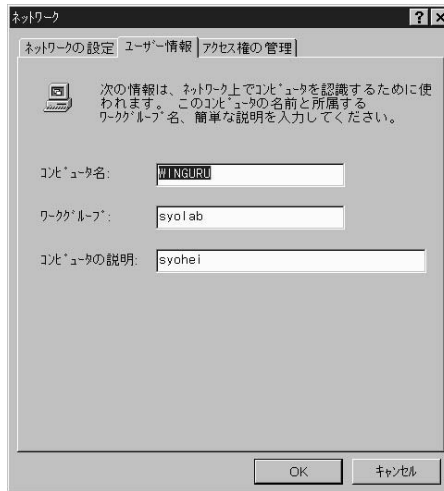 ネットワーク
ネットワークの設定 ユーザー情報 アクセス権の管理
次の情報は、ネットワーク上でコンピュータを認識するために使
われます。 このコンピュータの名前と所属する
ワークグループ名、簡単な説明を入力してください。
コンピュータ名: WINGURU
ワークグループ: syolab
コンピュータの説明: syohei
OK キャンセル